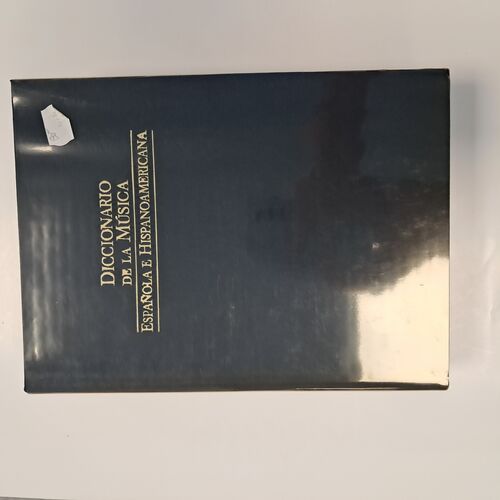 DICCIONARIO
DE LA MÚSICA
ESPAÑOLA E HISPANOAMERICANA